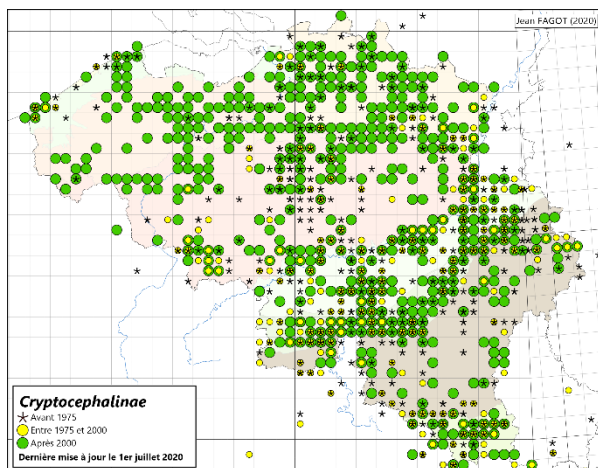 Jean FAGOT (2020)
Cryptocephalinae
Avant 1975
Entre 1975 et 2000
Après 2000
Dernière mise à jour le 1er juillet 2020